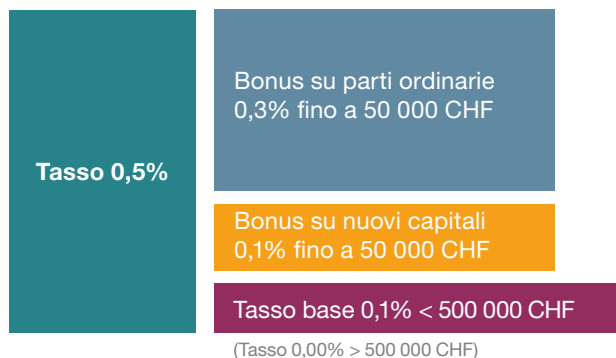 Tasso 0,5%
Bonus su parti ordinarie
0,3% fino a 50 000 CHF
Bonus su nuovi capitali
0,1% fino a 50 000 CHF
Tasso base 0,1% < 500 000 CHF
(Tasso 0,00% > 500 000 CHF)